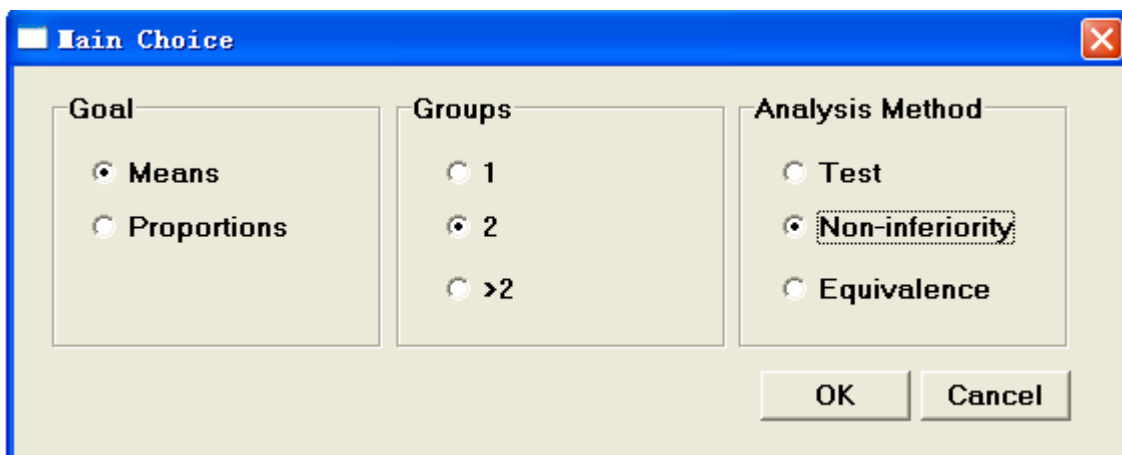 Main Choice
Goal
Means
Proportions
Groups
1
2
>2
Analysis Method
Test
Non-inferiority
Equivalence
OK
Cancel